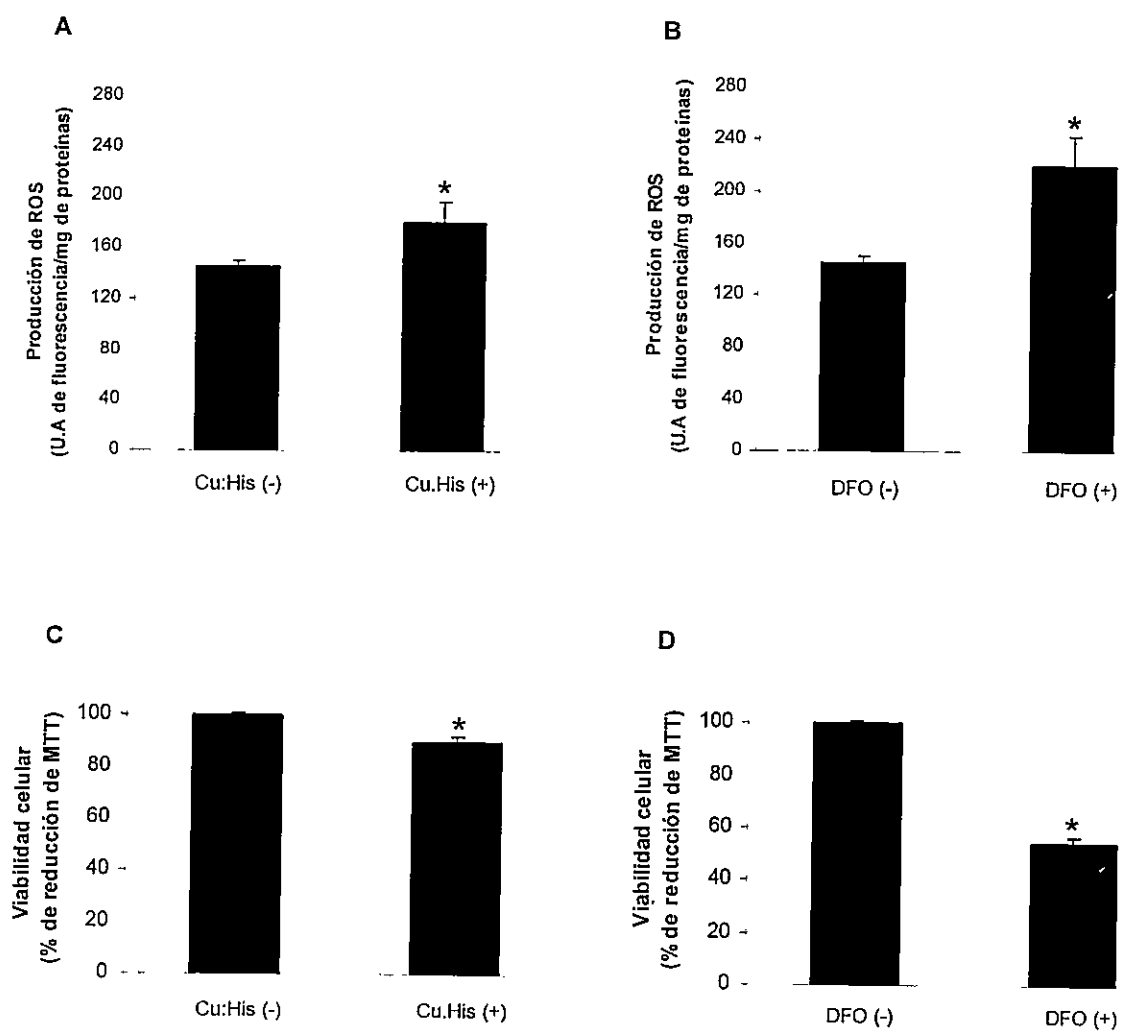 A
Producción de ROS
(U.A de fluorescencia/mg de proteínas)
280
240
200
160
120
80
40
0
*
Cu:His (-)
Cu.His (+)
B
Producción de ROS
(U.A de fluorescencia/mg de proteínas)
280
240
200
160
120
80
40
0
*
DFO (-)
DFO (+)
C
Viabilidad celular
(% de reducción de MTT)
100
80
60
40
20
0
*
Cu:His (-)
Cu.His (+)
D
Viabilidad celular
(% de reducción de MTT)
100
80
60
40
20
0
*
DFO (-)
DFO (+)